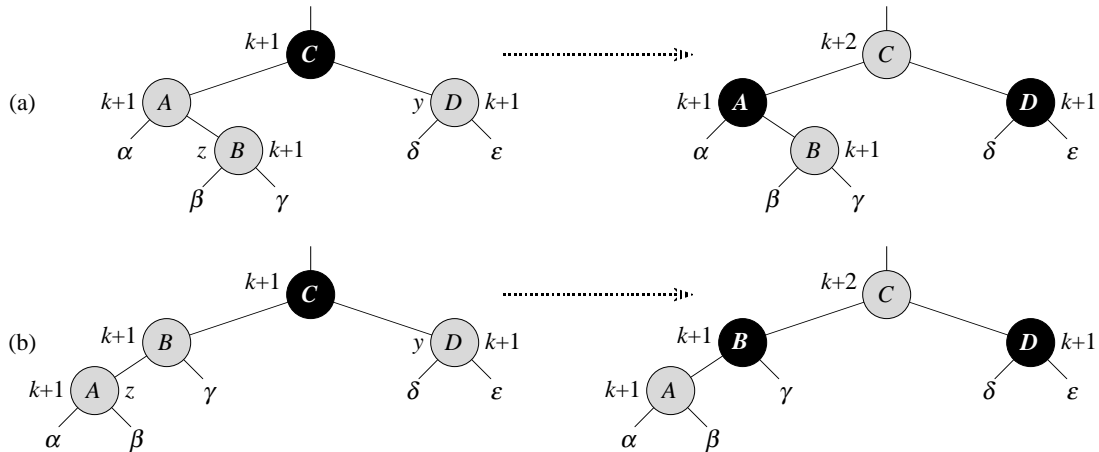 k+1 C k+2 C
(a) k+1 A y D k+1 k+1 A D k+1
α z B k+1 δ ε α B k+1 δ ε
β γ β γ
k+1 C k+2 C
(b) k+1 B y D k+1 k+1 B D k+1
k+1 A z γ δ ε k+1 A γ δ ε
α β α β